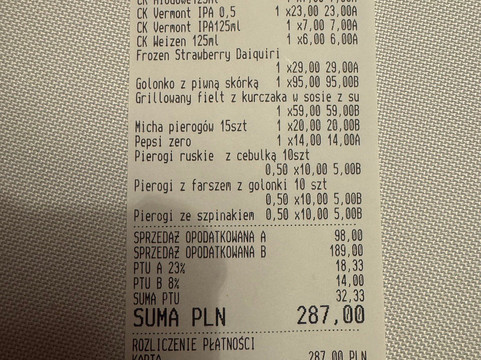 CK Vermont IPA 0,5 1 x23,00 23,00A
CK Vermont IPA125ml 1 x7,00 7,00A
CK Weizen 125ml 1 x6,00 6,00A
Frozen Strawberry Daiquiri
1 x29,00 29,00A
Golonko z piwną skórką 1 x95,00 95,00B
Grillowany fielt z kurczaka w sosie z su
1 x59,00 59,00B
Micha pierogów 15szt 1 x20,00 20,00B
Pepsi zero 1 x14,00 14,00A
Pierogi ruskie z cebulką 10szt
0,50 x10,00 5,00B
Pierogi z farszem z golonki 10 szt
0,50 x10,00 5,00B
Pierogi ze szpinakiem 0,50 x10,00 5,00B
SPRZEDAŻ OPODATKOWANA A 98,00
SPRZEDAŻ OPODATKOWANA B 189,00
PTU A 23% 18,33
PTU B 8% 14,00
SUMA PTU 32,33
SUMA PLN 287,00
ROZLICZENIE PŁATNOŚCI
KARTA 287,00 PLN